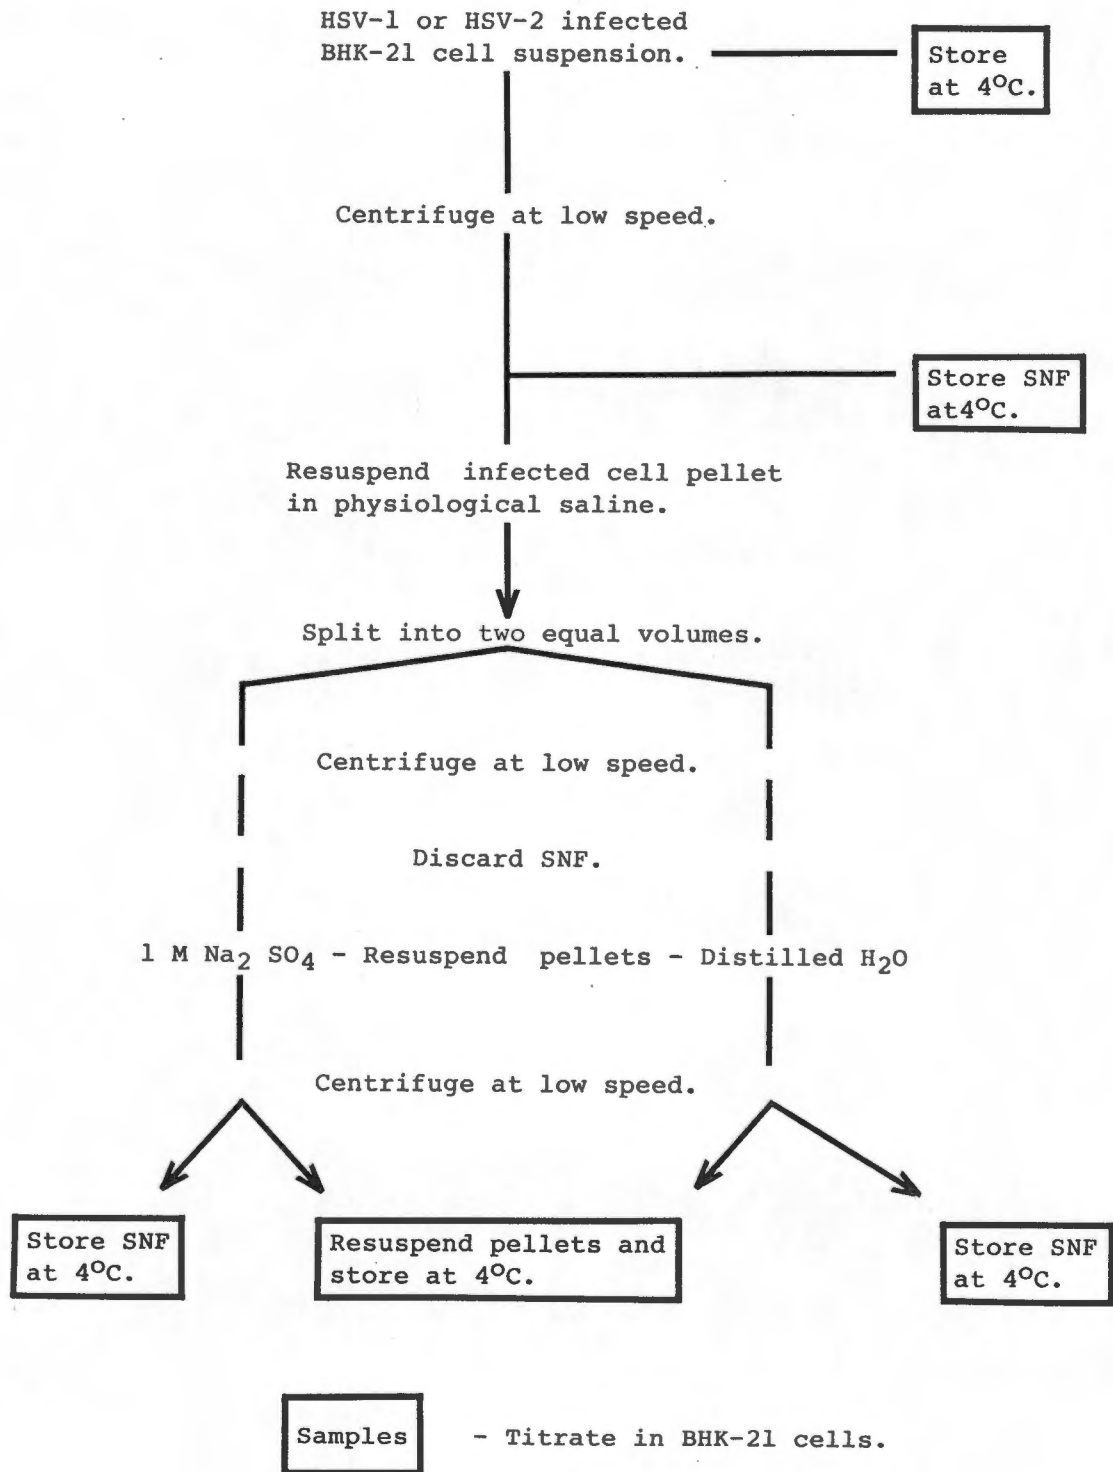 HSV-1 or HSV-2 infected
BHK-21 cell suspension.
Store
at 4°C.
Centrifuge at low speed.
Store SNF
at4°C.
Resuspend infected cell pellet
in physiological saline.
Split into two equal volumes.
Centrifuge at low speed.
Discard SNF.
1 M Na₂ SO₄ - Resuspend pellets - Distilled H₂O
Centrifuge at low speed.
Store SNF
at 4°C.
Resuspend pellets and
store at 4°C.
Store SNF
at 4°C.
Samples - Titrate in BHK-21 cells.